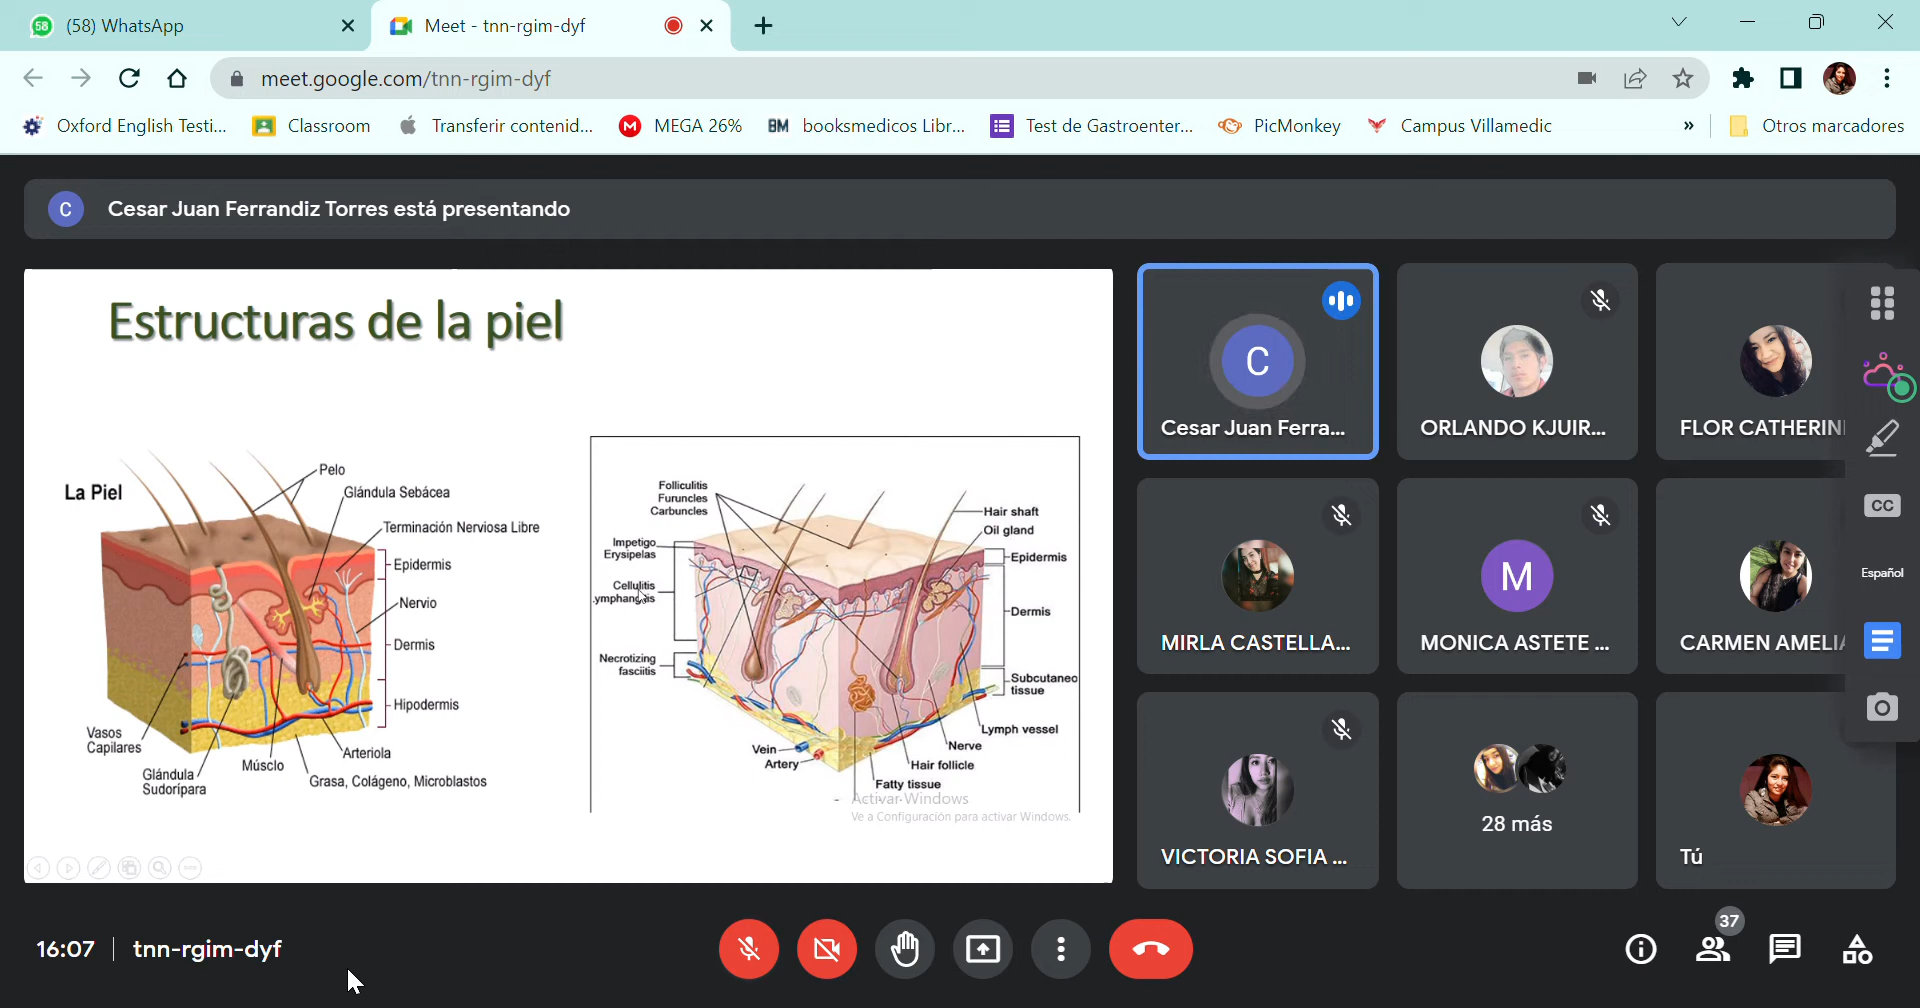 58
(58) WhatsApp
Meet - tnn-rgim-dyf
meet.google.com/tnn-rgim-dyf
Oxford English Testi...
Classroom
Transferir contenid...
MEGA 26%
BM booksmedicos Libr...
Test de Gastroenter...
PicMonkey
Campus Villamedic
»
Otros marcadores
C Cesar Juan Ferrandiz Torres está presentando
Estructuras de la piel
La Piel
Pelo
Glándula Sebácea
Terminación Nerviosa Libre
Epidermis
Nervio
Dermis
Hipodermis
Vasos
Capilares
Glándula
Sudorípara
Músclo
Arteriola
Grasa, Colágeno, Microblastos
Folliculitis
Furuncles
Carbuncles
Impetigo
Erysipelas
Cellulitis
Necrotizing
fasciitis
Hair shaft
Oil gland
Epidermis
Dermis
Subcutaneo
tissue
Lymph vessel
Nerve
Hair follicle
Fatty tissue
Vein
Artery
Activar Windows
Ve a Configuración para activar Windows.
C
Cesar Juan Ferra...
ORLANDO KJUIR...
FLOR CATHERIN
MIRLA CASTELLA...
M
MONICA ASTETE ...
CARMEN AMELIA
VICTORIA SOFIA ...
28 más
Tú
CC
Español
16:07 | tnn-rgim-dyf
37